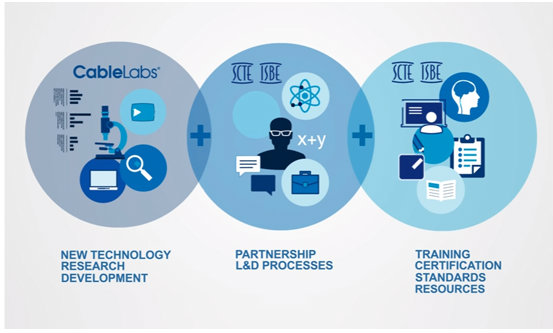 CableLabs®
SCTE ISBE
x+y
SCTE ISBE
NEW TECHNOLOGY
RESEARCH
DEVELOPMENT
PARTNERSHIP
L&D PROCESSES
TRAINING
CERTIFICATION
STANDARDS
RESOURCES